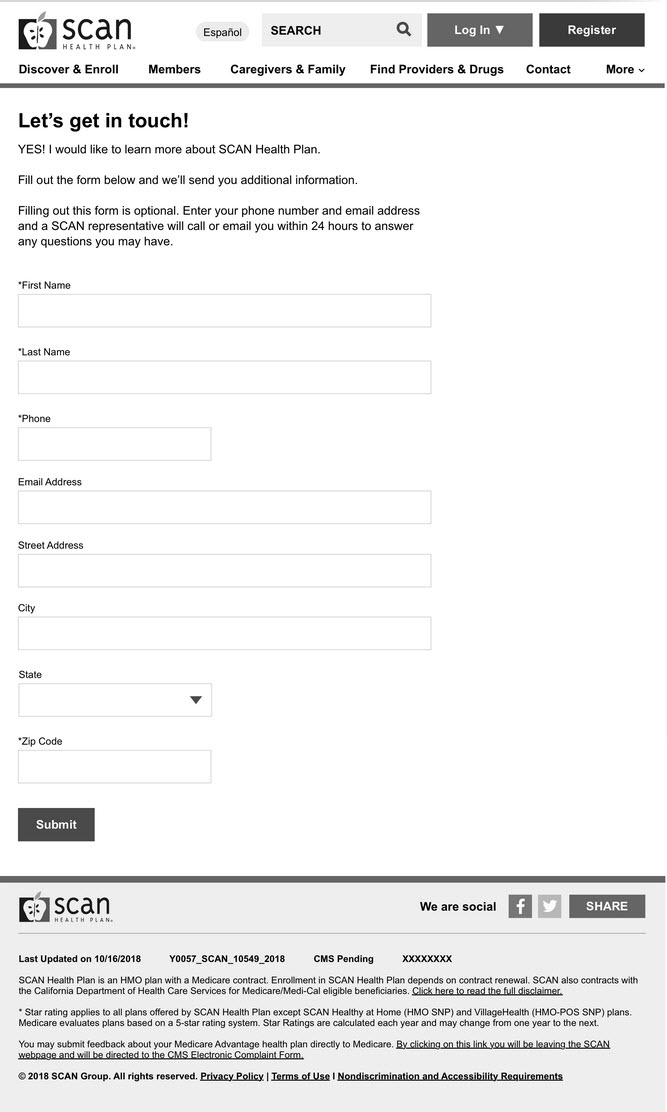 scan
HEALTH PLAN®
Español
SEARCH
Log In ▼
Register
Discover & Enroll
Members
Caregivers & Family
Find Providers & Drugs
Contact
More
Let’s get in touch!
YES! I would like to learn more about SCAN Health Plan.
Fill out the form below and we’ll send you additional information.
Filling out this form is optional. Enter your phone number and email address
and a SCAN representative will call or email you within 24 hours to answer
any questions you may have.
*First Name
*Last Name
*Phone
Email Address
Street Address
City
State
*Zip Code
Submit
scan
HEALTH PLAN®
We are social
SHARE
Last Updated on 10/16/2018 Y0057_SCAN_10549_2018 CMS Pending XXXXXXXX
SCAN Health Plan is an HMO plan with a Medicare contract. Enrollment in SCAN Health Plan depends on contract renewal. SCAN also contracts with
the California Department of Health Care Services for Medicare/Medi-Cal eligible beneficiaries. Click here to read the full disclaimer.
* Star rating applies to all plans offered by SCAN Health Plan except SCAN Healthy at Home (HMO SNP) and VillageHealth (HMO-POS SNP) plans.
Medicare evaluates plans based on a 5-star rating system. Star Ratings are calculated each year and may change from one year to the next.
You may submit feedback about your Medicare Advantage health plan directly to Medicare. By clicking on this link you will be leaving the SCAN
webpage and will be directed to the CMS Electronic Complaint Form.
© 2018 SCAN Group. All rights reserved. Privacy Policy | Terms of Use I Nondiscrimination and Accessibility Requirements